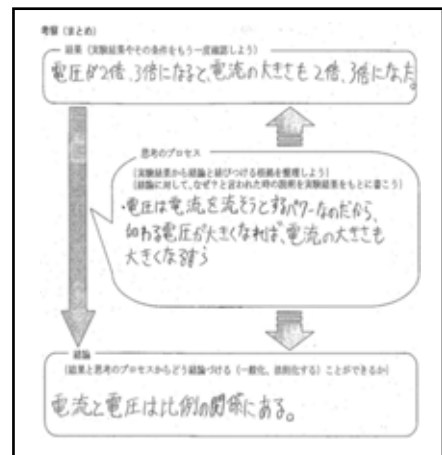 考察（まとめ）
結果（実験結果やその条件をもう一度確認しよう）
電圧が2倍、3倍になると、電流の大きさも2倍、3倍になった。
思考のプロセス
（実験結果から結論と結びつける根拠を整理しよう）
（結論に対して、なぜ？と言われた時の説明を実験結果をもとに書こう）
・電圧は電流を流そうとするパワーなのだから、
加わる電圧が大きくなれば、電流の大きさも
大きくなる
結論
（結果と思考のプロセスからどう結論づける（一般化、法則化する）ことができるか）
電流と電圧は比例の関係にある。